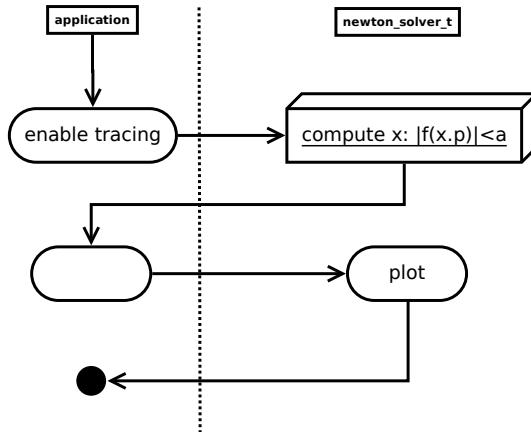 application
newton_solver_t
enable tracing
compute x: |f(x.p)|<a
plot